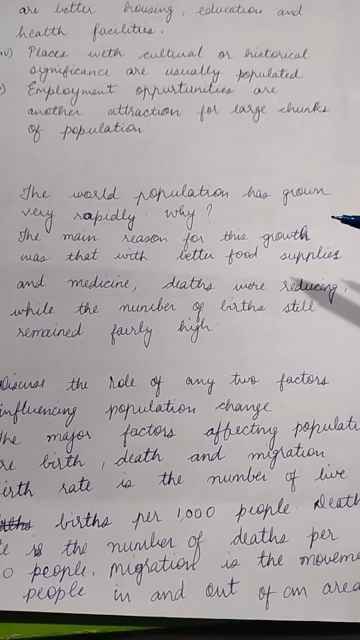 are better housing, education and
health facilities.
iv) Places with cultural or historical
significance are usually populated
Employment oppurtunities are
another attraction for large chunks
of population
The world population has grown
very rapidly why?
The main reason for this growth
was that with better food supplies
and medicine, deaths were reducing,
while the number of births still
remained fairly high.
Discuss the role of any two factors
influencing population change.
The major factors affecting populati
re birth, death and migration
irth rate is the number of live
births per 1,000 people. Death
te is the number of deaths per
0 people. Migration is the moveme
people in and out of an area